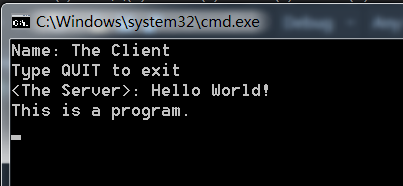 C:\Windows\system32\cmd.exe
Name: The Client
Type QUIT to exit
<The Server>: Hello World!
This is a program.